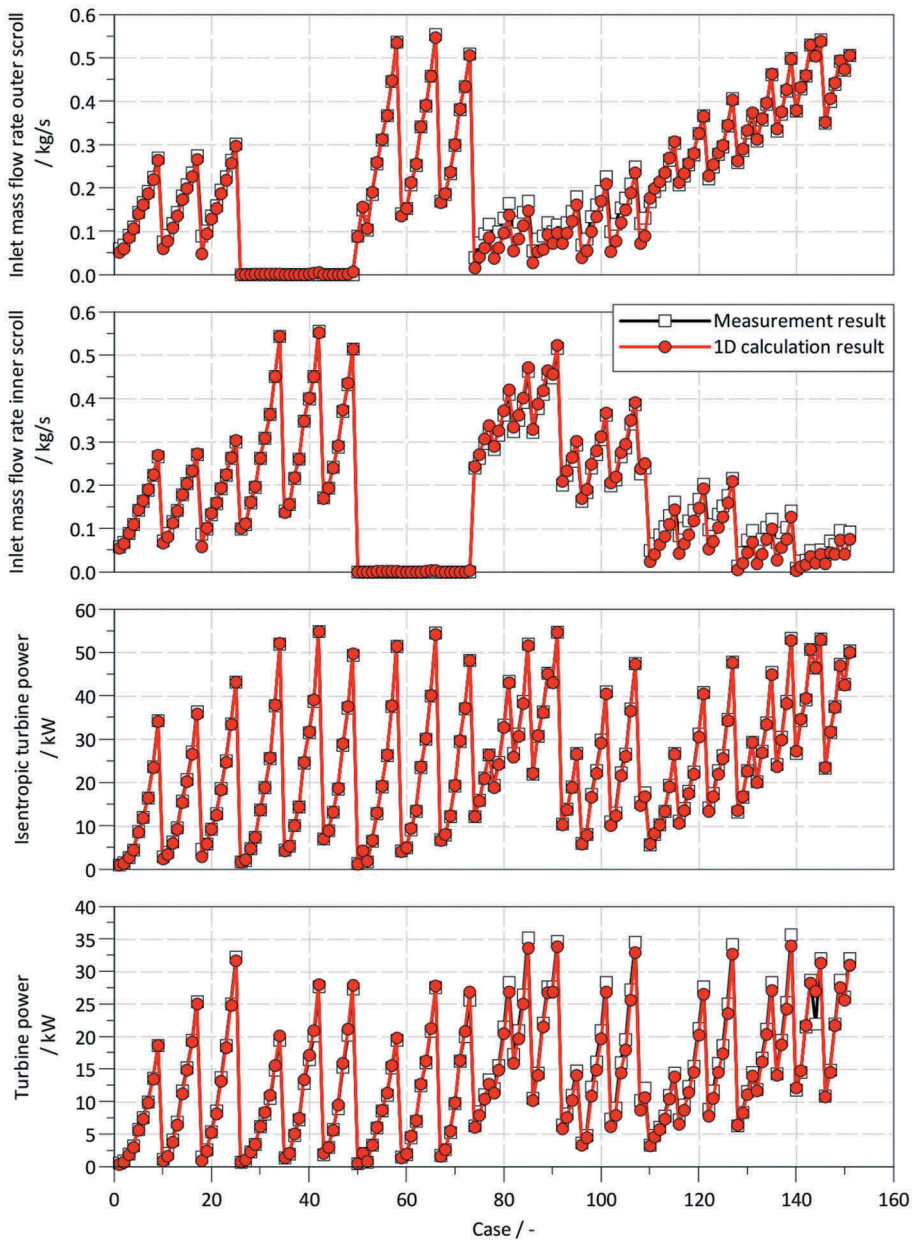 Inlet mass flow rate outer scroll
/ kg/s
0.6
0.5
0.4
0.3
0.2
0.1
0.0
Inlet mass flow rate inner scroll
/ kg/s
0.6
0.5
0.4
0.3
0.2
0.1
0.0
Measurement result
1D calculation result
Isentropic turbine power
/ kW
60
50
40
30
20
10
0
Turbine power
/ kW
40
35
30
25
20
15
10
5
0
0 20 40 60 80 100 120 140 160
Case / -